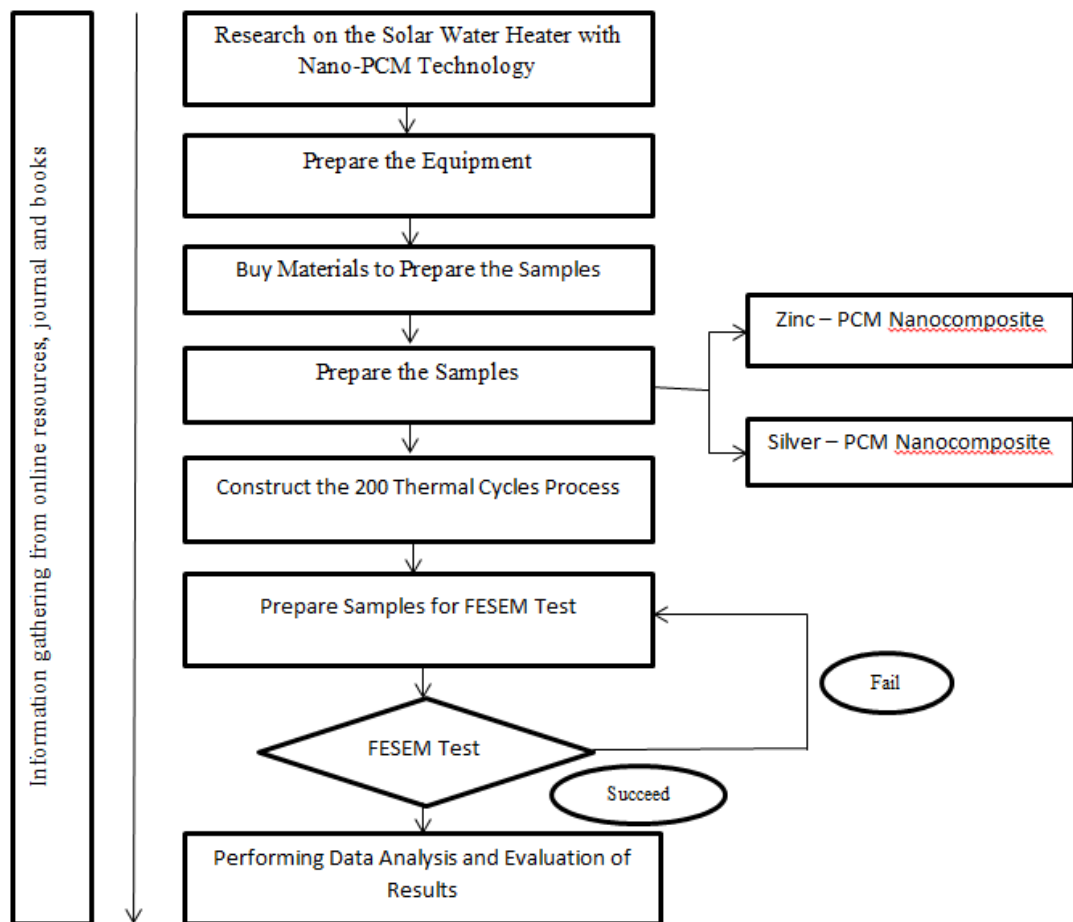 Information gathering from online resources, journal and books
Research on the Solar Water Heater with
Nano-PCM Technology
Prepare the Equipment
Buy Materials to Prepare the Samples
Prepare the Samples
Zinc – PCM Nanocomposite
Silver – PCM Nanocomposite
Construct the 200 Thermal Cycles Process
Prepare Samples for FESEM Test
Fail
FESEM Test
Succeed
Performing Data Analysis and Evaluation of
Results